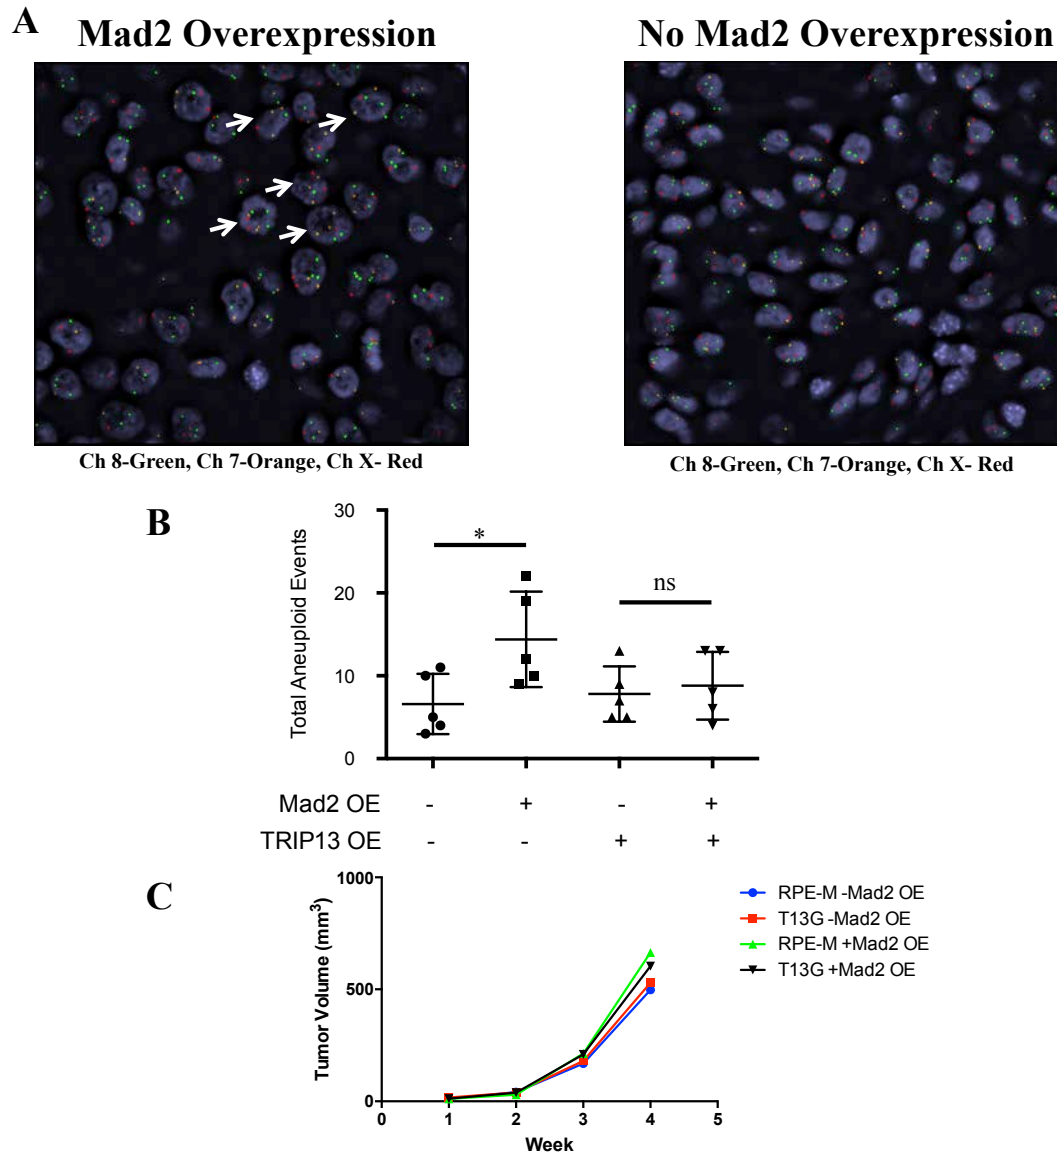 A
Mad2 Overexpression
No Mad2 Overexpression
Ch 8-Green, Ch 7-Orange, Ch X- Red
Ch 8-Green, Ch 7-Orange, Ch X- Red
B
Total Aneuploid Events
30
20
10
0
*
ns
Mad2 OE - + - +
TRIP13 OE - - + +
C
Tumor Volume (mm³)
1000
500
0
0 1 2 3 4 5
Week
RPE-M -Mad2 OE
T13G -Mad2 OE
RPE-M +Mad2 OE
T13G +Mad2 OE